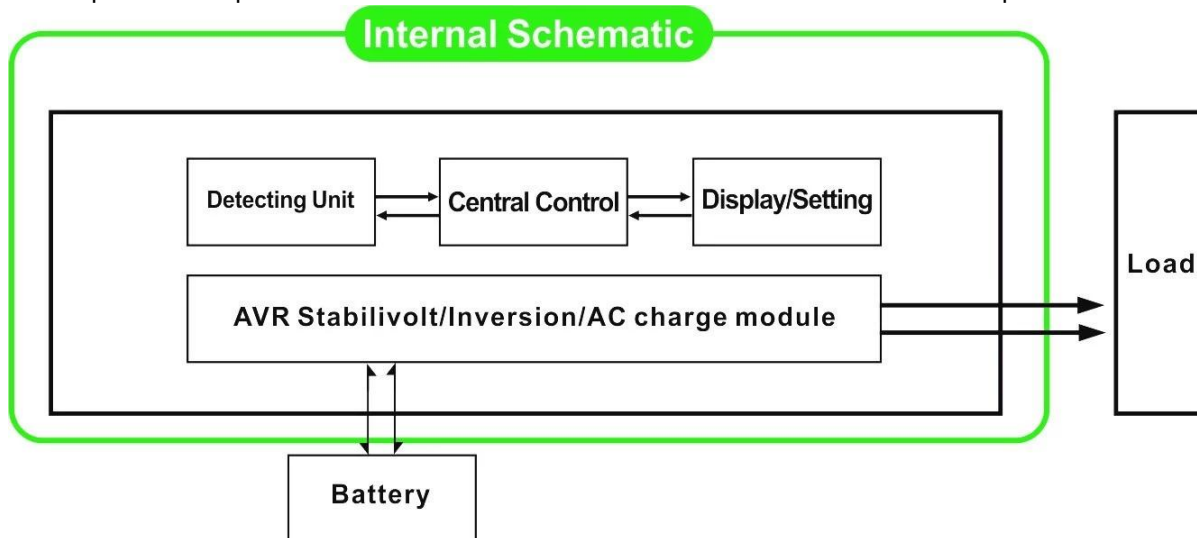 Internal Schematic
Detecting Unit
Central Control
Display/Setting
Load
AVR Stabilivolt/Inversion/AC charge module
Battery